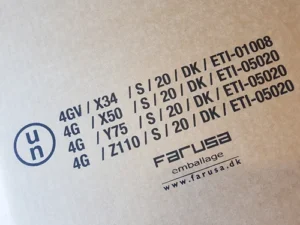 un
4GV / X34 / S / 20 / DK / ETI-01008
4G / X50 / S / 20 / DK / ETI-05020
4G / Y75 / S / 20 / DK / ETI-05020
4G / Z110 / S / 20 / DK / ETI-05020
Farusa
emballage
www.farusa.dk